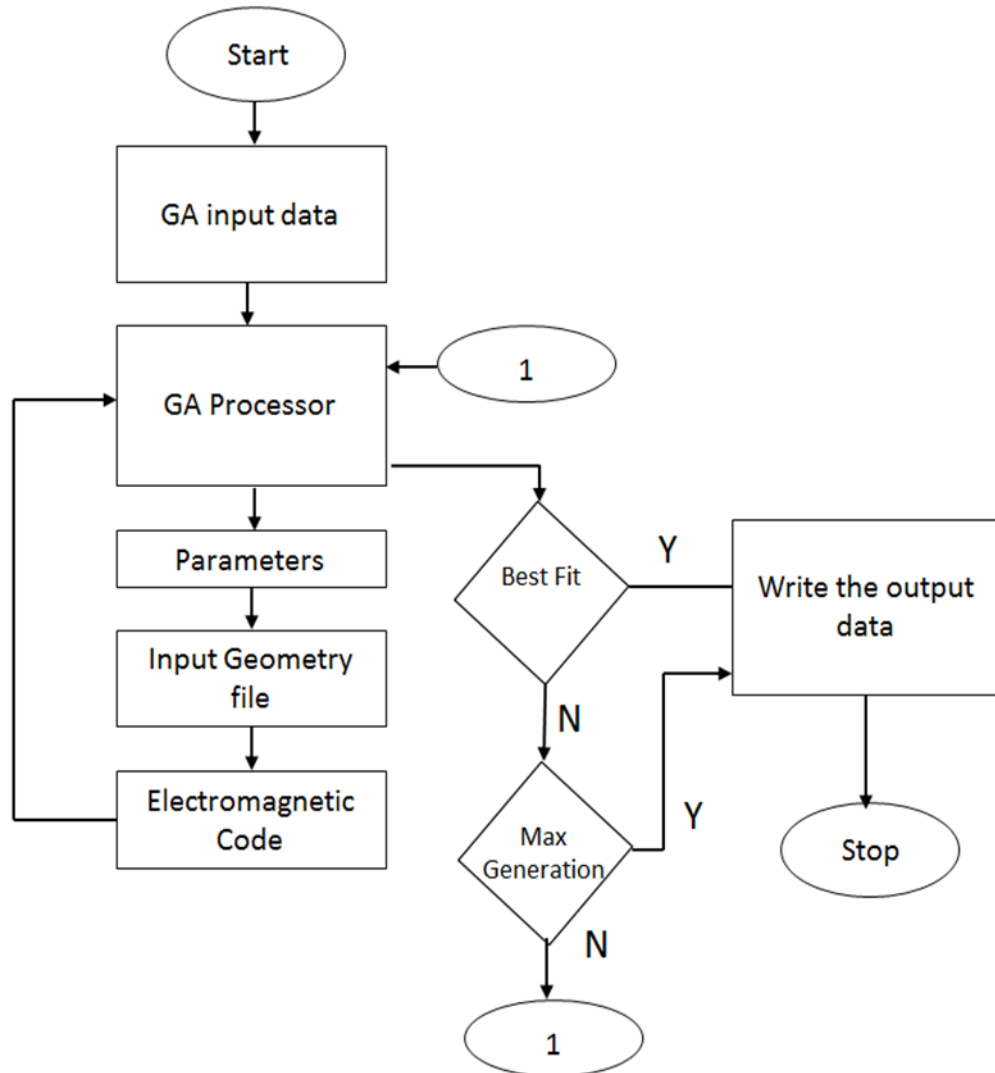 Start
GA input data
GA Processor
1
Parameters
Input Geometry
file
Electromagnetic
Code
Best Fit
Y
Write the output
data
N
Max
Generation
Y
N
Stop
1